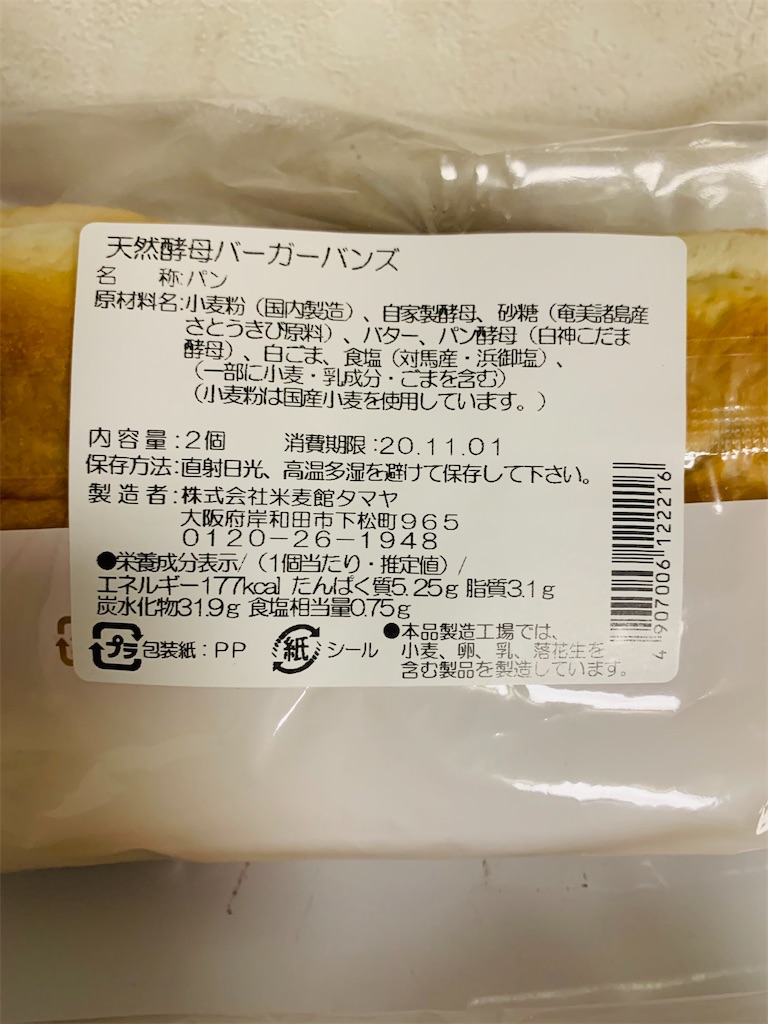 天然酵母バーガーバンズ
名　　称:パン
原材料名:小麦粉（国内製造）、自家製酵母、砂糖（奄美諸島産
さとうきび原料）、バター、パン酵母（白神こだま
酵母）、白ごま、食塩（対馬産・浜御塩）、
（一部に小麦・乳成分・ごまを含む）
（小麦粉は国産小麦を使用しています。）
内容量:2個　消費期限:20.11.01
保存方法:直射日光、高温多湿を避けて保存して下さい。
製造者:株式会社米麦館タマヤ
大阪府岸和田市下松町965
0120-26-1948
●栄養成分表示/（1個当たり・推定値）/
エネルギー177kcal たんぱく質5.25g 脂質3.1g
炭水化物31.9g 食塩相当量0.75g
プラ 包装紙：PP 紙 シール
●本品製造工場では、
小麦、卵、乳、落花生を
含む製品を製造しています。
4907006122216